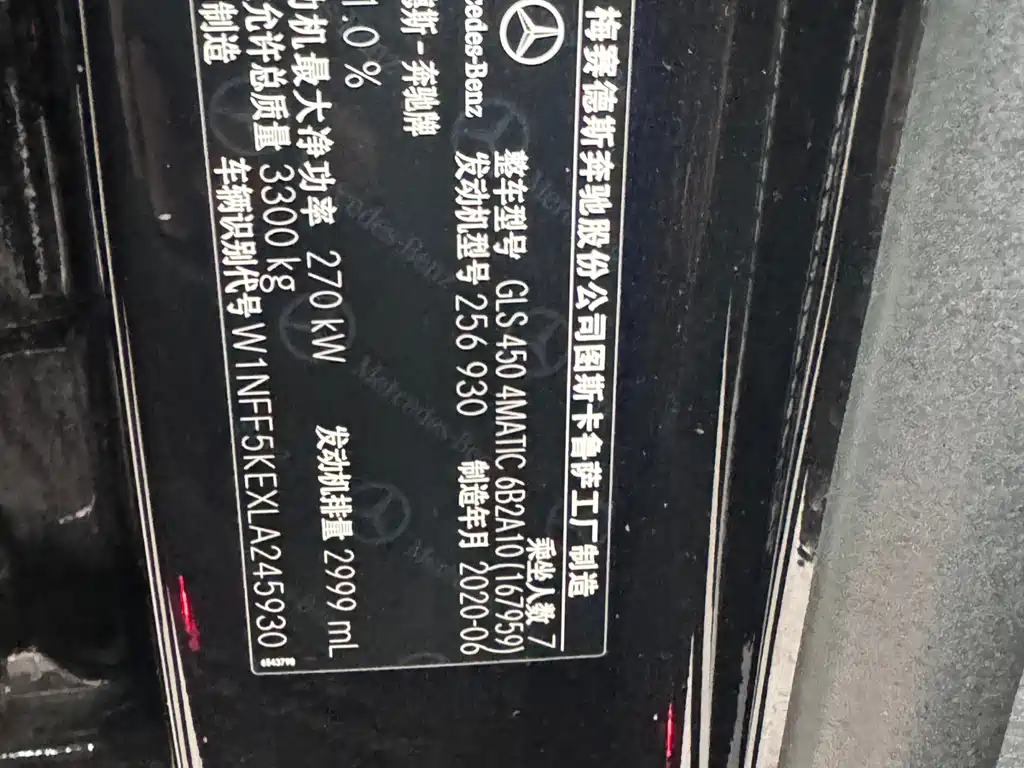 梅赛德斯奔驰股份公司图斯卡鲁萨工厂制造
乘坐人数 7
整车型号 GLS 450 4MATIC 6B2A10(167959)
发动机型号 256 930
制造年月 2020-06
Mercedes-Benz
德斯-奔驰牌
1.0 %
机最大净功率 270 kW
发动机排量 2999 mL
允许总质量 3300 kg
制造
车辆识别代号 W1NFF5KEXLA245930